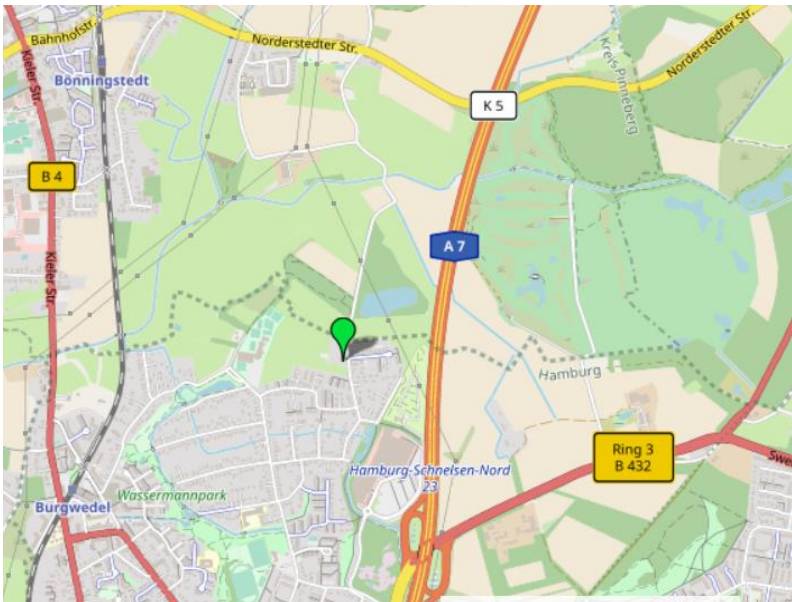 Bahnhofstr.
Norderstedter Str.
Norderstedter Str.
Kieler Str.
Bönningstedt
Kreis Pinneberg
K 5
B 4
A 7
Kieler Str.
Hamburg
Ring 3
B 432
Swe
Hamburg-Schnelsen-Nord
23
Wassermannpark
Burgwedel